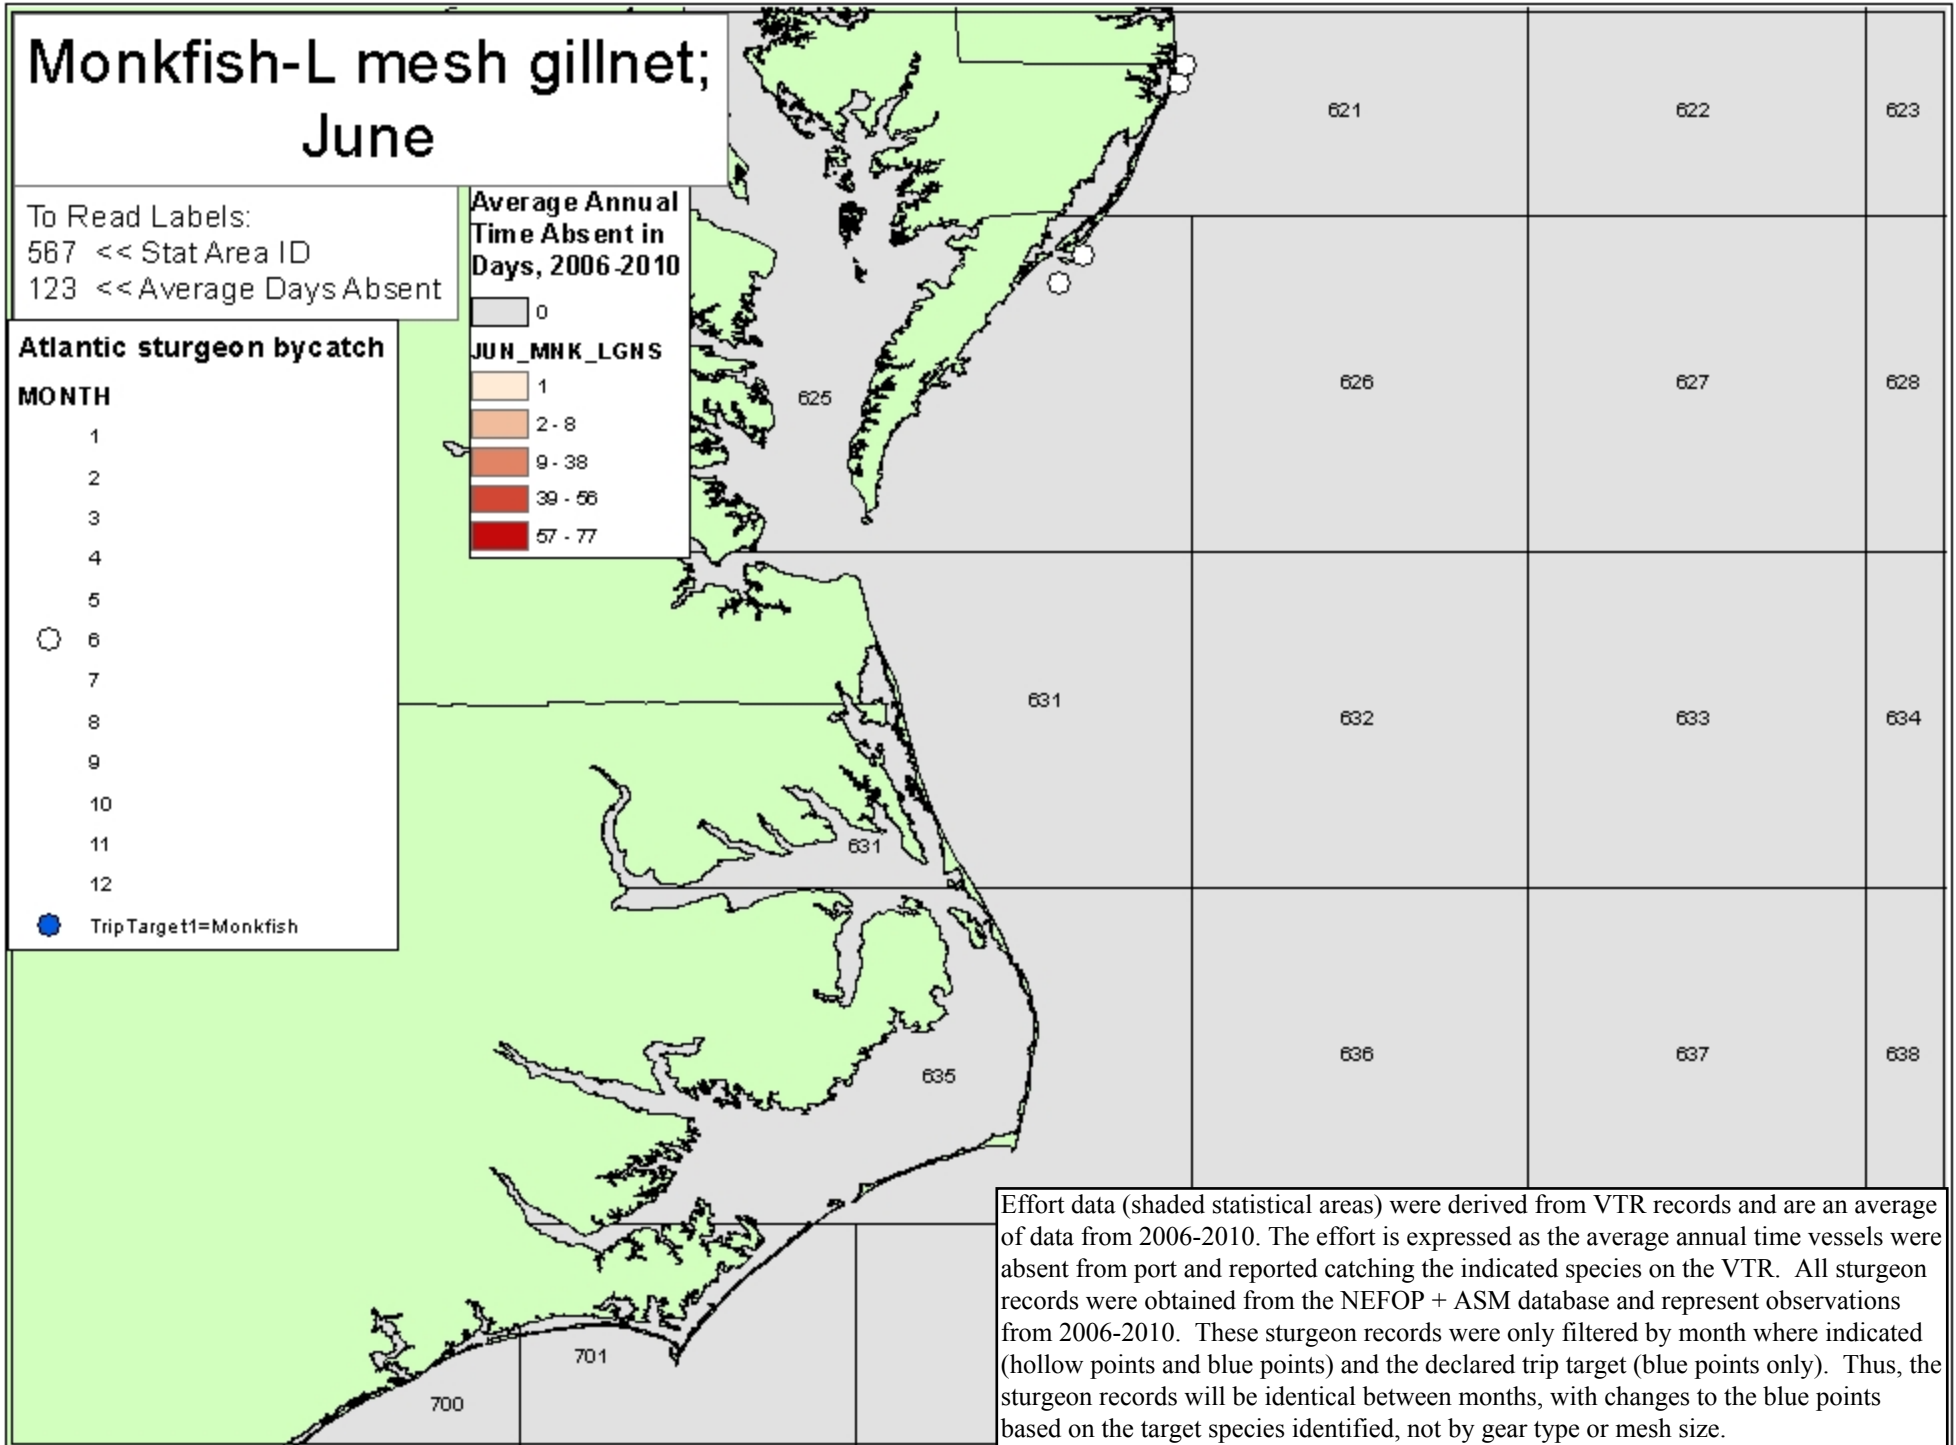 Monkfish-L mesh gillnet;
June
To Read Labels:
567 << Stat Area ID
123 << Average Days Absent
Average Annual
Time Absent in
Days, 2006-2010
0
JUN_MNK_LGNS
1
2 - 8
9 - 38
39 - 56
57 - 77
Atlantic sturgeon bycatch
MONTH
1
2
3
4
5
6
7
8
9
10
11
12
TripTarget1=Monkfish
621
622
623
625
626
627
628
631
632
633
634
631
635
636
637
638
701
700
Effort data (shaded statistical areas) were derived from VTR records and are an average
of data from 2006-2010. The effort is expressed as the average annual time vessels were
absent from port and reported catching the indicated species on the VTR. All sturgeon
records were obtained from the NEFOP + ASM database and represent observations
from 2006-2010. These sturgeon records were only filtered by month where indicated
(hollow points and blue points) and the declared trip target (blue points only). Thus, the
sturgeon records will be identical between months, with changes to the blue points
based on the target species identified, not by gear type or mesh size.